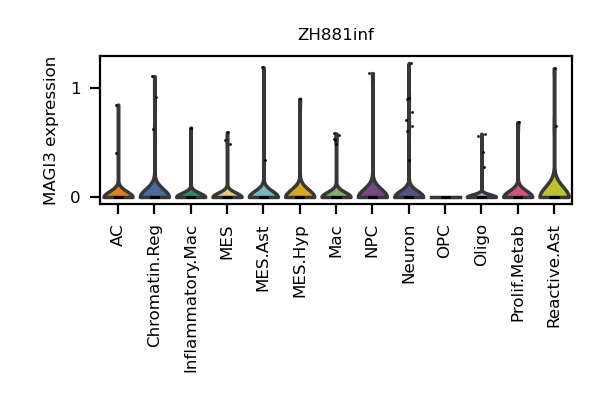 ZH881inf
MAGI3 expression
1
0
AC
Chromatin.Reg
Inflammatory.Mac
MES
MES.Ast
MES.Hyp
Mac
NPC
Neuron
OPC
Oligo
Prolif.Metab
Reactive.Ast